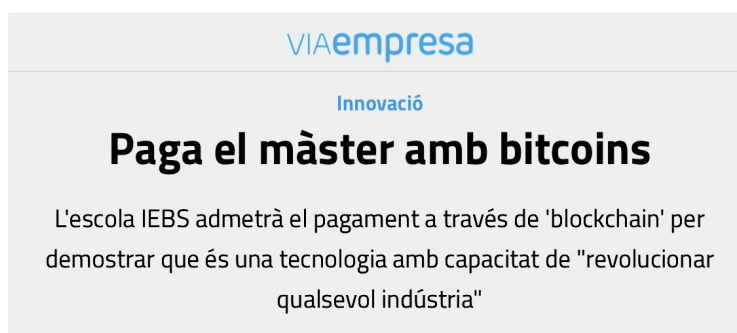 VIAempresa
Innovació
Paga el màster amb bitcoins
L'escola IEBS admetrà el pagament a través de 'blockchain' per
demostrar que és una tecnologia amb capacitat de "revolucionar
qualsevol indústria"